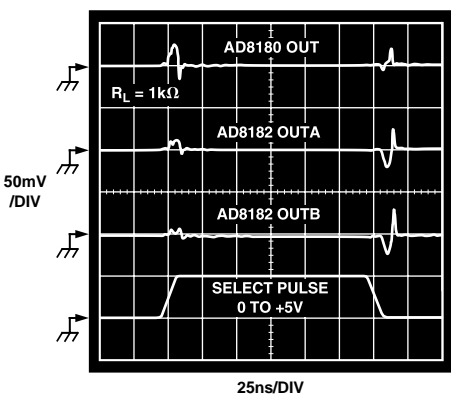 AD8180 OUT
R_L = 1kΩ
AD8182 OUTA
50mV
/DIV
AD8182 OUTB
SELECT PULSE
0 TO +5V
25ns/DIV